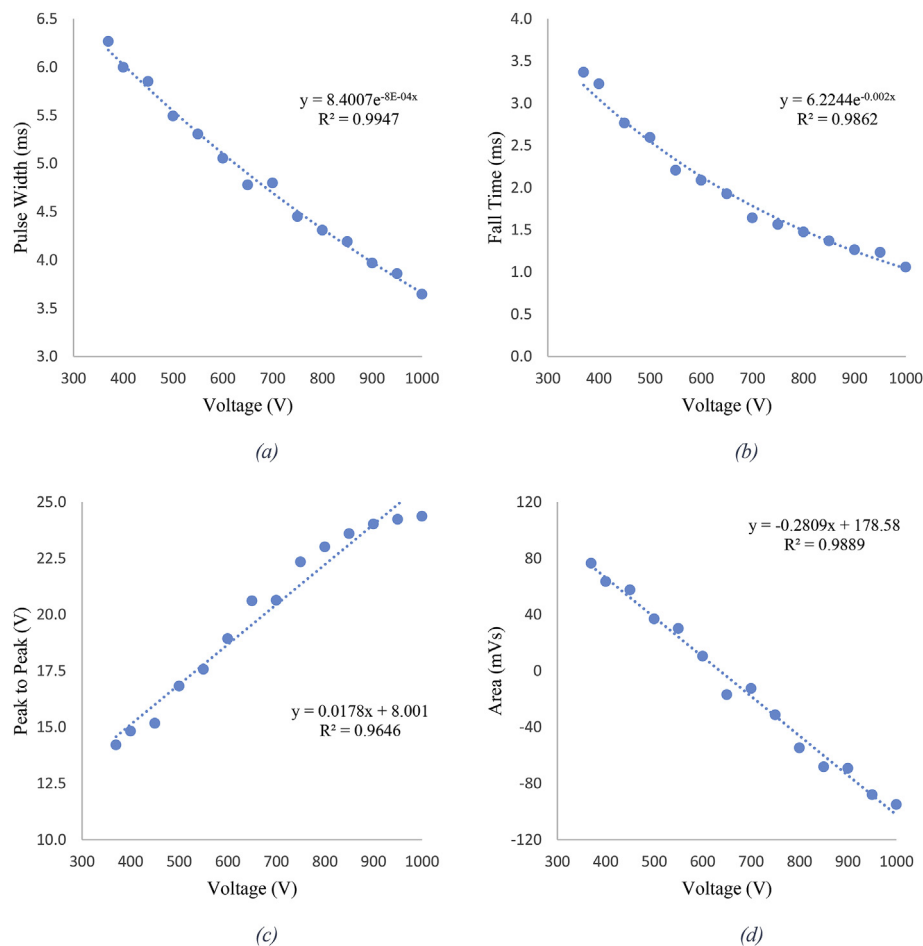 6.5
6.0
5.5
5.0
4.5
4.0
3.5
3.0
Pulse Width (ms)
y = 8.4007e^-8E-04x
R² = 0.9947
300 400 500 600 700 800 900 1000
Voltage (V)
(a)
4.0
3.5
3.0
2.5
2.0
1.5
1.0
0.5
0.0
Fall Time (ms)
y = 6.2244e^-0.002x
R² = 0.9862
300 400 500 600 700 800 900 1000
Voltage (V)
(b)
25.0
22.5
20.0
17.5
15.0
12.5
10.0
Peak to Peak (V)
y = 0.0178x + 8.001
R² = 0.9646
300 400 500 600 700 800 900 1000
Voltage (V)
(c)
120
80
40
0
-40
-80
-120
Area (mVs)
y = -0.2809x + 178.58
R² = 0.9889
300 400 500 600 700 800 900 1000
Voltage (V)
(d)